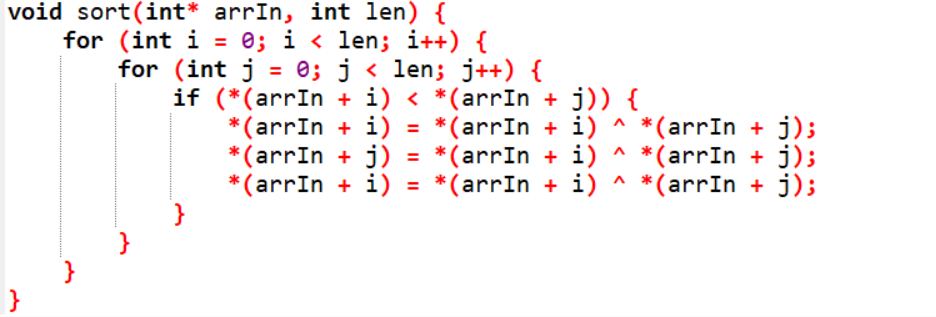 void sort(int* arrIn, int len) {
    for (int i = 0; i < len; i++) {
        for (int j = 0; j < len; j++) {
            if (*(arrIn + i) < *(arrIn + j)) {
                *(arrIn + i) = *(arrIn + i) ^ *(arrIn + j);
                *(arrIn + j) = *(arrIn + i) ^ *(arrIn + j);
                *(arrIn + i) = *(arrIn + i) ^ *(arrIn + j);
            }
        }
    }
}